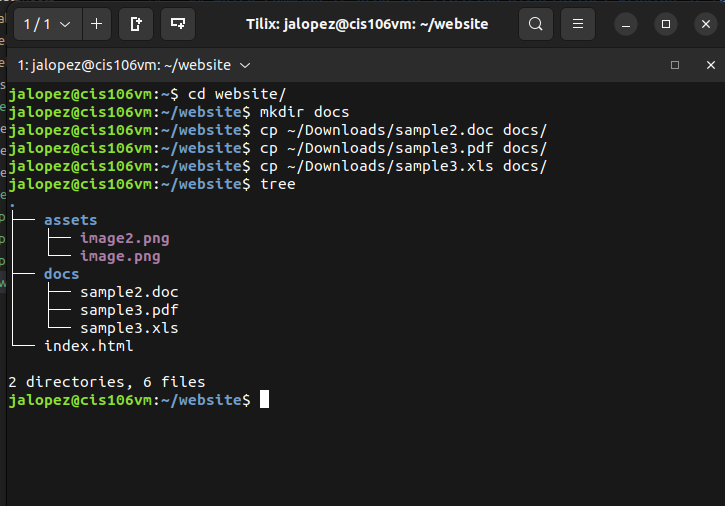 1 / 1
Tilix: jalopez@cis106vm: ~/website
1: jalopez@cis106vm: ~/website
jalopez@cis106vm:~$ cd website/
jalopez@cis106vm:~/website$ mkdir docs
jalopez@cis106vm:~/website$ cp ~/Downloads/sample2.doc docs/
jalopez@cis106vm:~/website$ cp ~/Downloads/sample3.pdf docs/
jalopez@cis106vm:~/website$ cp ~/Downloads/sample3.xls docs/
jalopez@cis106vm:~/website$ tree
.
├── assets
│   ├── image2.png
│   └── image.png
├── docs
│   ├── sample2.doc
│   ├── sample3.pdf
│   └── sample3.xls
└── index.html
2 directories, 6 files
jalopez@cis106vm:~/website$